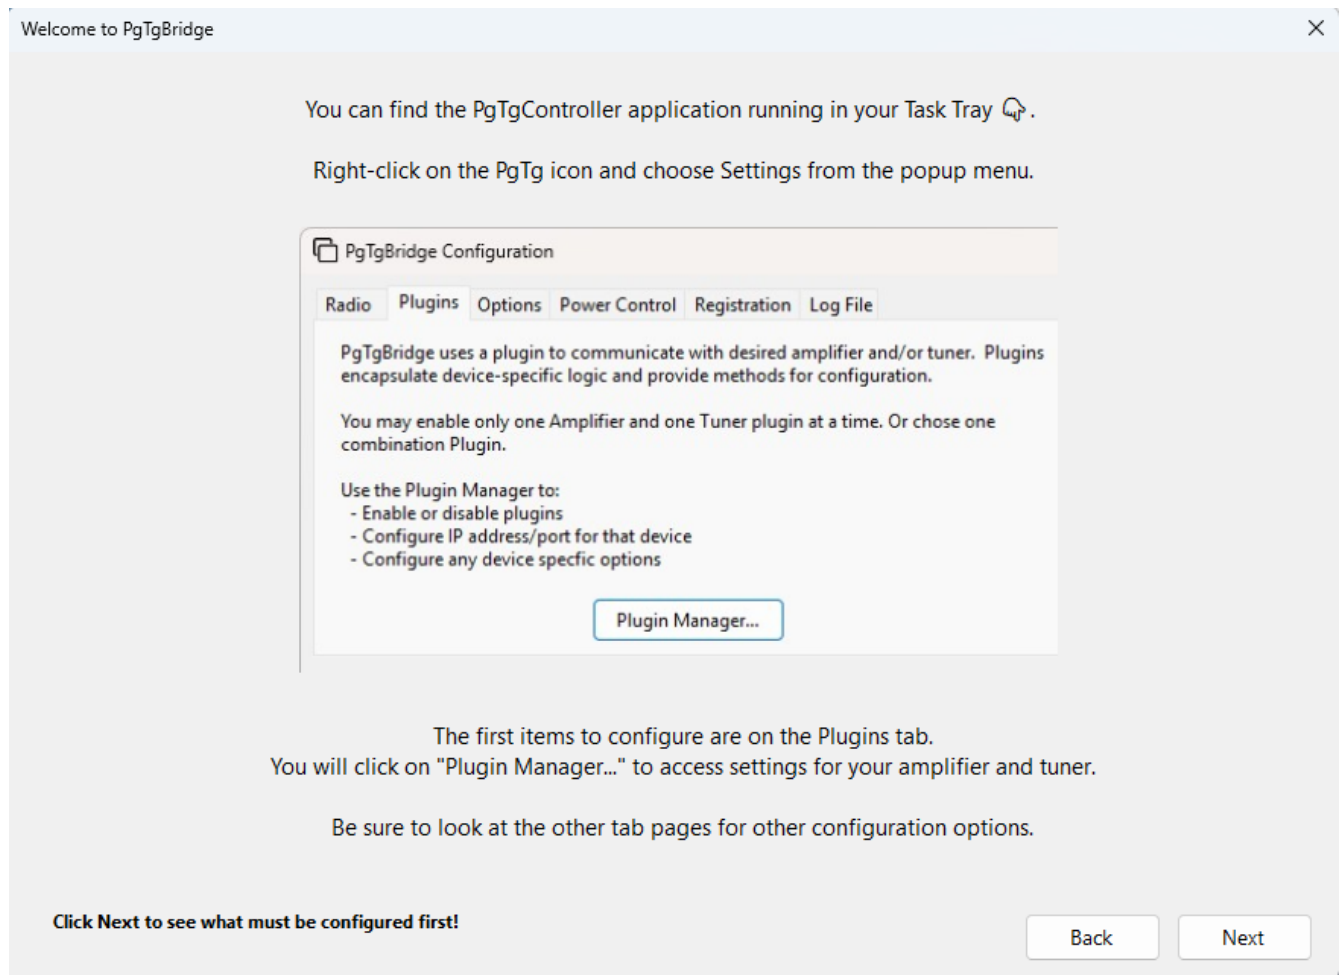 Welcome to PgTgBridge
You can find the PgTgController application running in your Task Tray 👇.
Right-click on the PgTg icon and choose Settings from the popup menu.
PgTgBridge Configuration
Radio Plugins Options Power Control Registration Log File
PgTgBridge uses a plugin to communicate with desired amplifier and/or tuner. Plugins
encapsulate device-specific logic and provide methods for configuration.
You may enable only one Amplifier and one Tuner plugin at a time. Or chose one
combination Plugin.
Use the Plugin Manager to:
- Enable or disable plugins
- Configure IP address/port for that device
- Configure any device specfic options
Plugin Manager...
The first items to configure are on the Plugins tab.
You will click on "Plugin Manager..." to access settings for your amplifier and tuner.
Be sure to look at the other tab pages for other configuration options.
Click Next to see what must be configured first!
Back Next